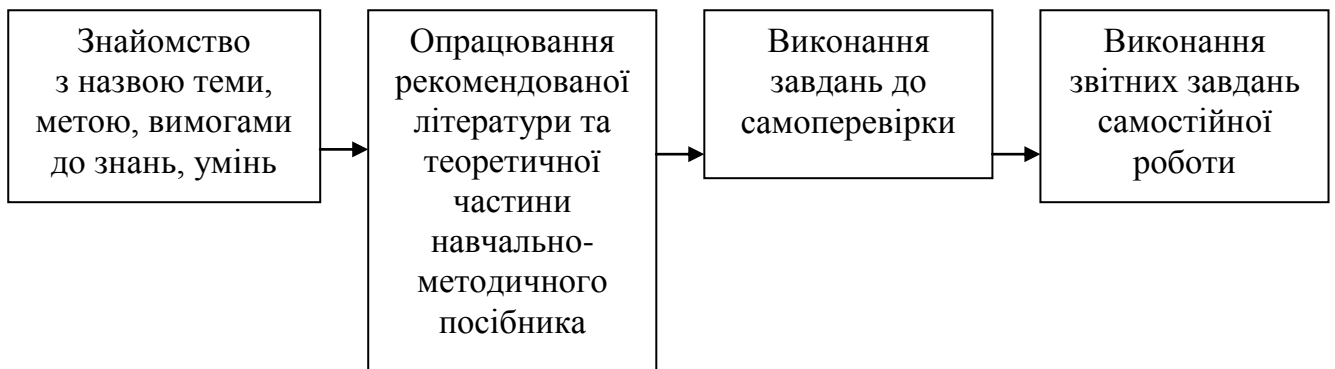 Знайомство
з назвою теми,
метою, вимогами
до знань, умінь
Опрацювання
рекомендованої
літератури та
теоретичної
частини
навчально-
методичного
посібника
Виконання
завдань до
самоперевірки
Виконання
звітних завдань
самостійної
роботи